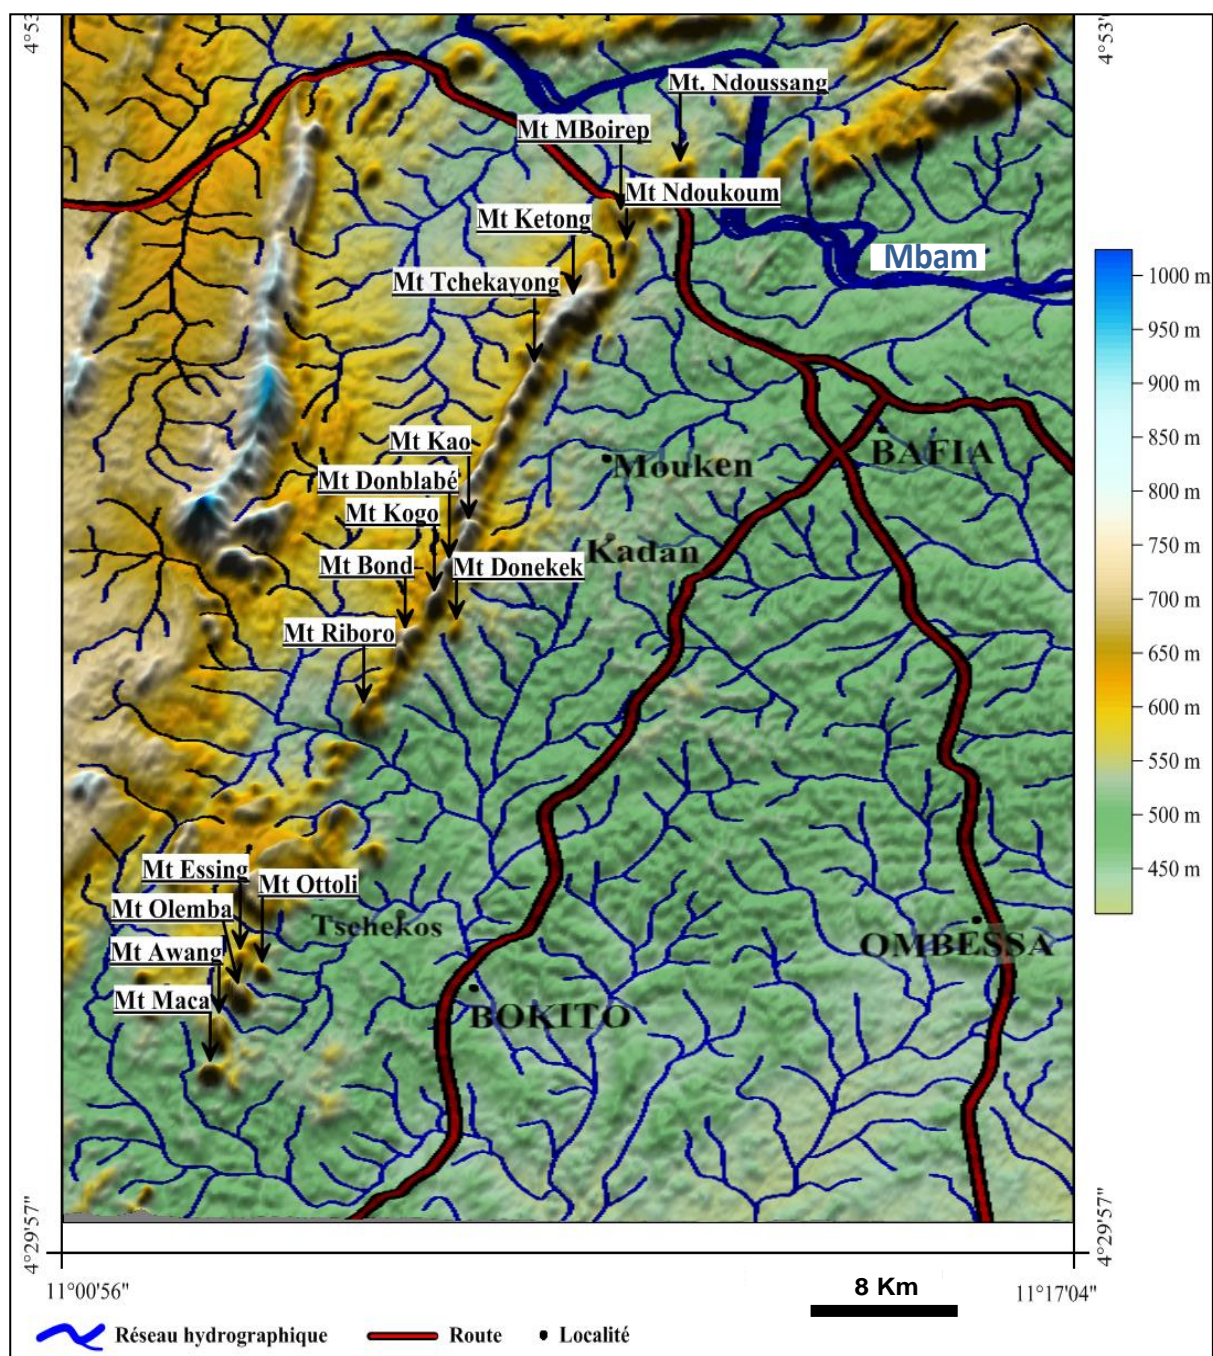 4°53'
4°53'
Mt. Ndoussang
Mt MBoirep
Mt Ndoukoum
Mt Ketong
Mbam
Mt Tchekayong
1000 m
950 m
900 m
850 m
800 m
750 m
700 m
650 m
600 m
550 m
500 m
450 m
Mt Kao
BAFIA
Mouken
Mt Donblabé
Mt Kogo
Kadan
Mt Bond
Mt Donekek
Mt Riboro
Mt Essing
Mt Ottoli
Mt Olemba
Tschekos
Mt Awang
OMBESSA
Mt Maca
BOKITO
4°29'57"
4°29'57"
11°00'56"
8 Km
11°17'04"
Réseau hydrographique
Route
Localité